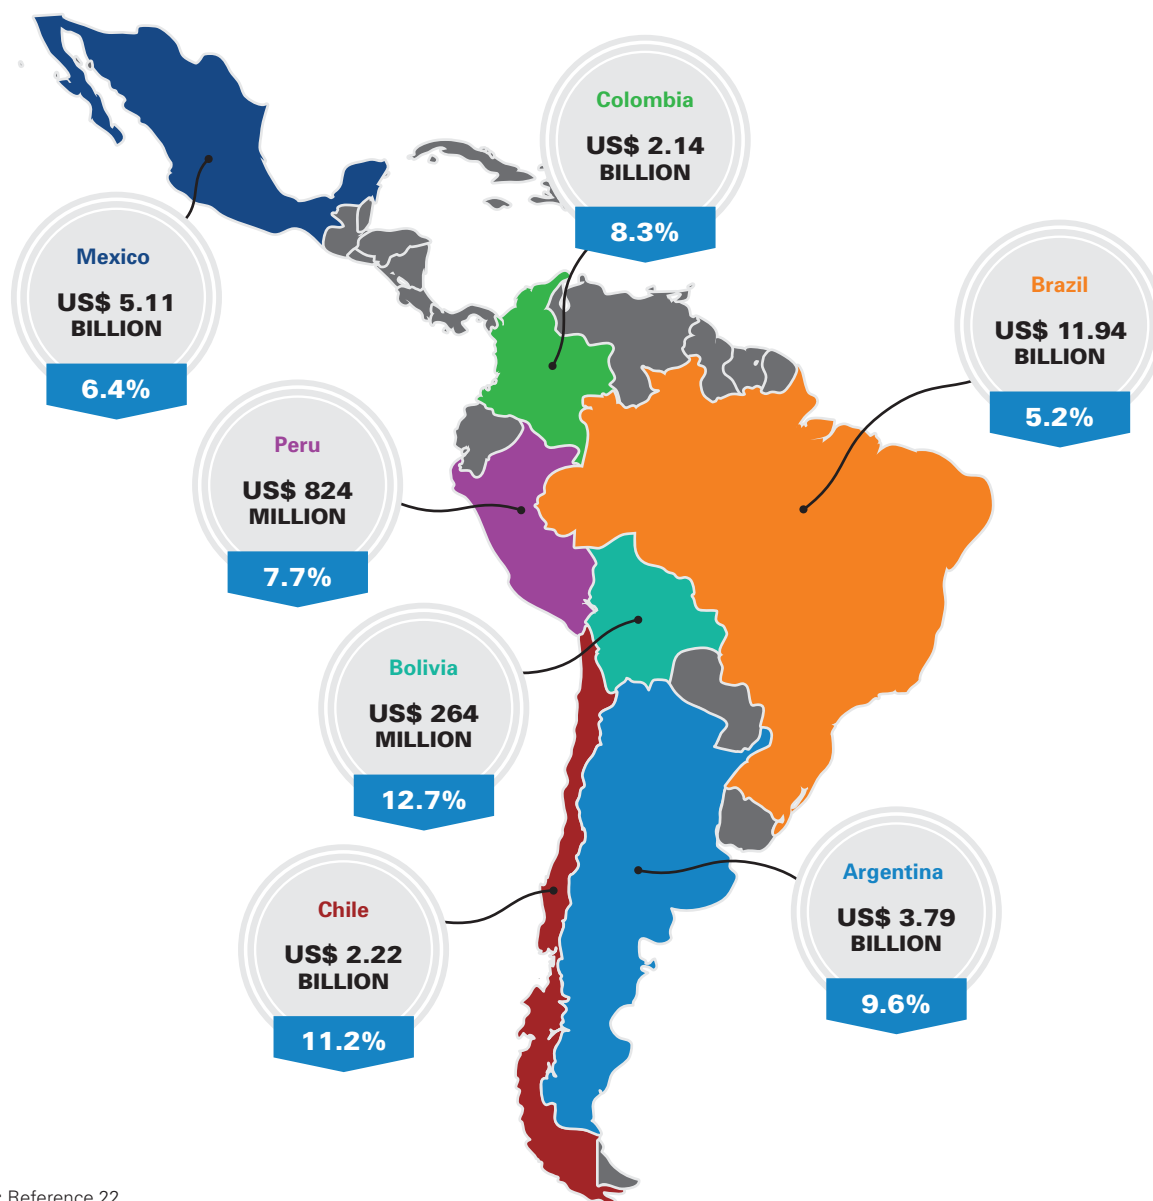 Colombia
US$ 2.14
BILLION
8.3%
Mexico
US$ 5.11
BILLION
6.4%
Brazil
US$ 11.94
BILLION
5.2%
Peru
US$ 824
MILLION
7.7%
Bolivia
US$ 264
MILLION
12.7%
Argentina
US$ 3.79
BILLION
9.6%
Chile
US$ 2.22
BILLION
11.2%
Reference 22